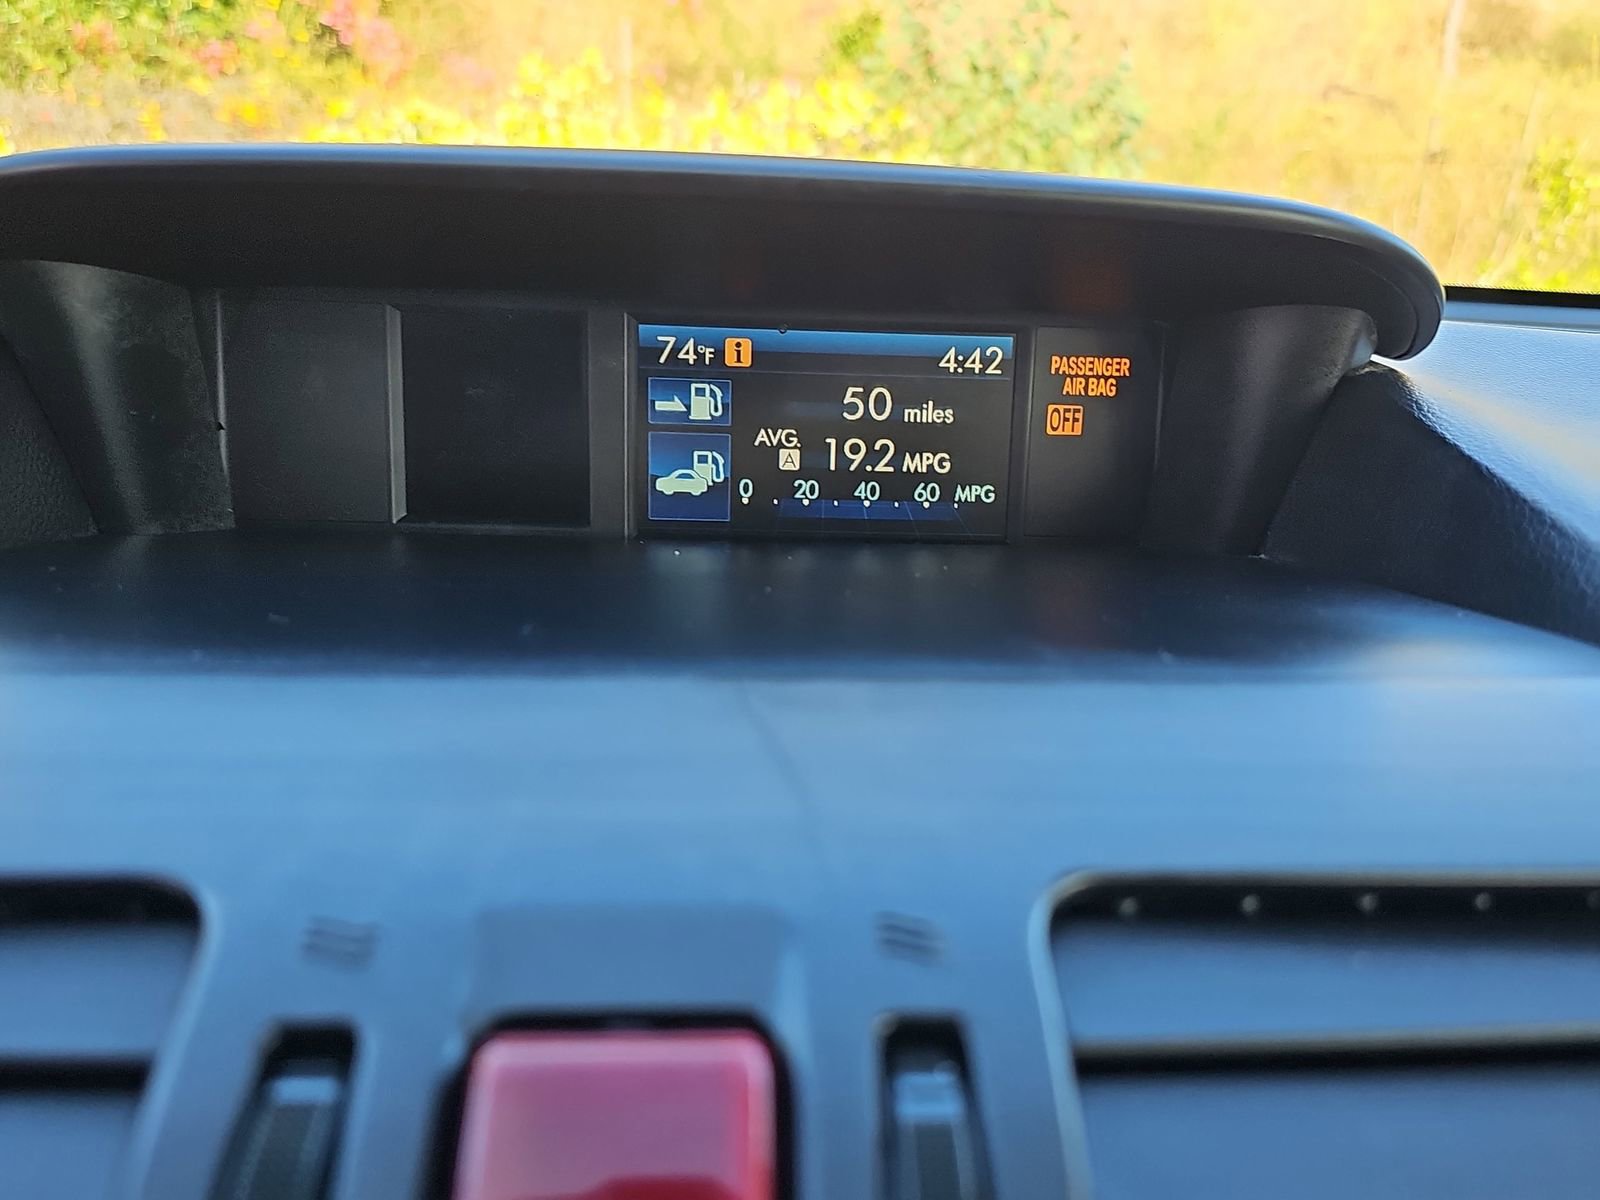 74°F i 4:42
50 miles
AVG.
A 19.2 MPG
0 20 40 60 MPG
PASSENGER
AIR BAG
OFF